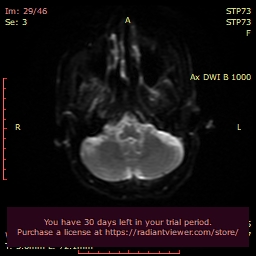 Im: 29/46
Se: 3
STP73
STP73
F
A
Ax DWI B 1000
R
L
You have 30 days left in your trial period.
Purchase a license at https://radiantviewer.com/store/